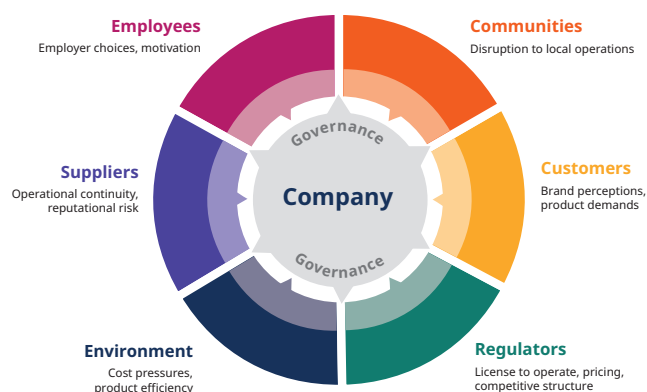 Employees
Employer choices, motivation
Communities
Disruption to local operations
Governance
Suppliers
Operational continuity,
reputational risk
Company
Customers
Brand perceptions,
product demands
Governance
Environment
Cost pressures,
product efficiency
Regulators
License to operate, pricing,
competitive structure